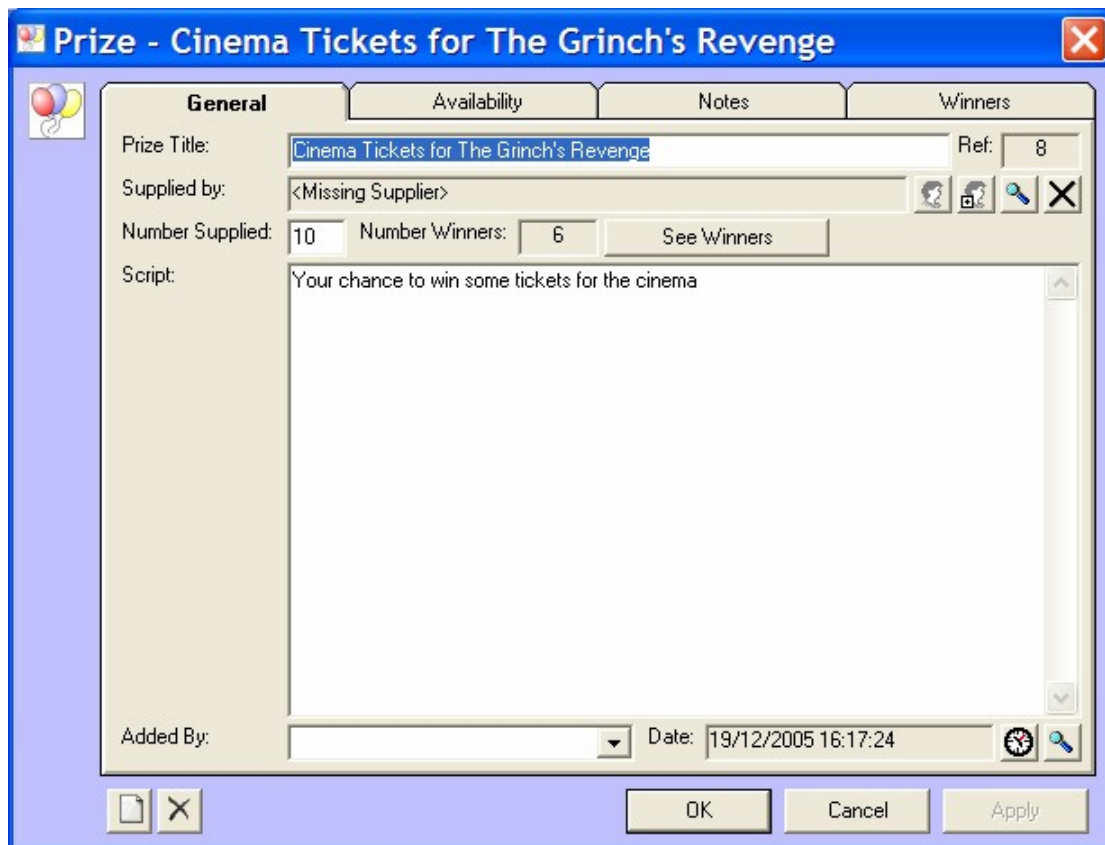 Prize - Cinema Tickets for The Grinch's Revenge
General Availability Notes Winners
Prize Title: Cinema Tickets for The Grinch's Revenge Ref: 8
Supplied by: <Missing Supplier>
Number Supplied: 10 Number Winners: 6 See Winners
Script: Your chance to win some tickets for the cinema
Added By: Date: 19/12/2005 16:17:24
OK Cancel Apply